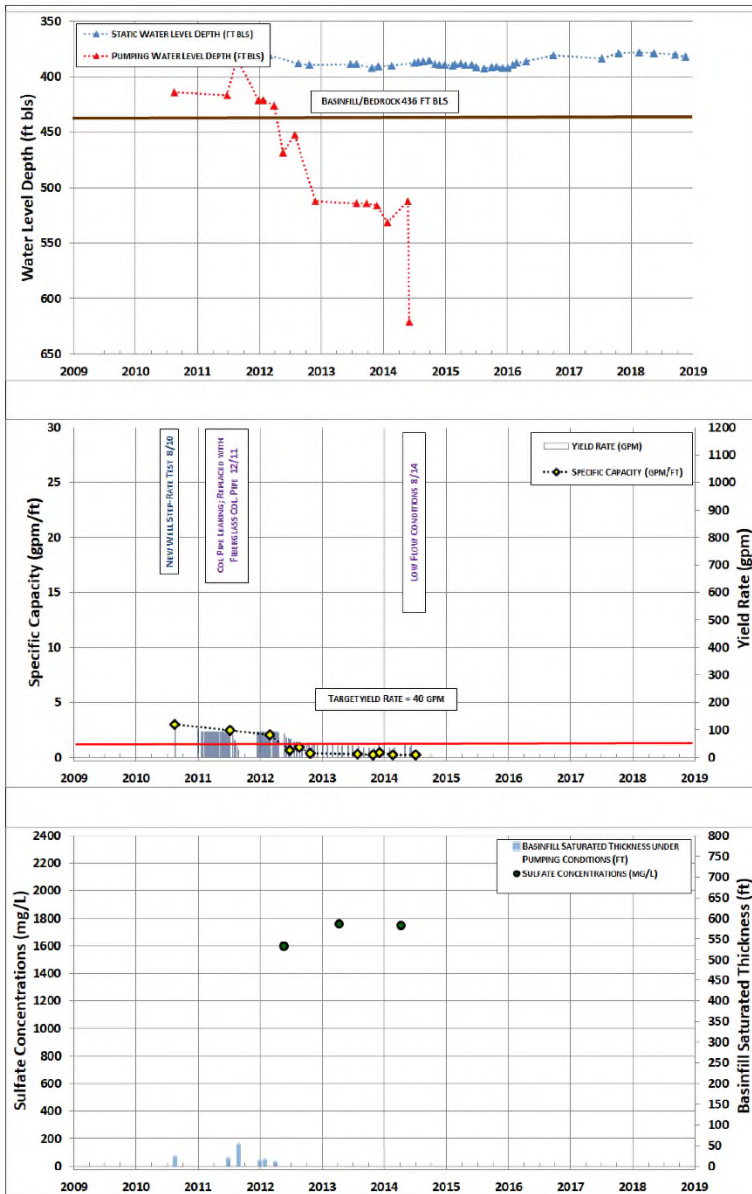 STATIC WATER LEVEL DEPTH (FT BLS)
PUMPING WATER LEVEL DEPTH (FT BLS)
BASINFILL/BEDROCK 436 FT BLS
Water Level Depth (ft bls)
350
400
450
500
550
600
650
2009 2010 2011 2012 2013 2014 2015 2016 2017 2018 2019
NEW WELL STEP-RATE TEST 8/10
COL PIPE LEAKING; REPLACED WITH
FIBERGLASS COL. PIPE 12/11
LOW FLOW CONDITIONS 8/14
YIELD RATE (GPM)
SPECIFIC CAPACITY (GPM/FT)
TARGET YIELD RATE = 40 GPM
Specific Capacity (gpm/ft)
30
25
20
15
10
5
0
Yield Rate (gpm)
1200
1100
1000
900
800
700
600
500
400
300
200
100
0
2009 2010 2011 2012 2013 2014 2015 2016 2017 2018 2019
BASINFILL SATURATED THICKNESS UNDER
PUMPING CONDITIONS (FT)
SULFATE CONCENTRATIONS (MG/L)
Sulfate Concentrations (mg/L)
2400
2200
2000
1800
1600
1400
1200
1000
800
600
400
200
0
Basinfill Saturated Thickness (ft)
800
750
700
650
600
550
500
450
400
350
300
250
200
150
100
50
0
2009 2010 2011 2012 2013 2014 2015 2016 2017 2018 2019